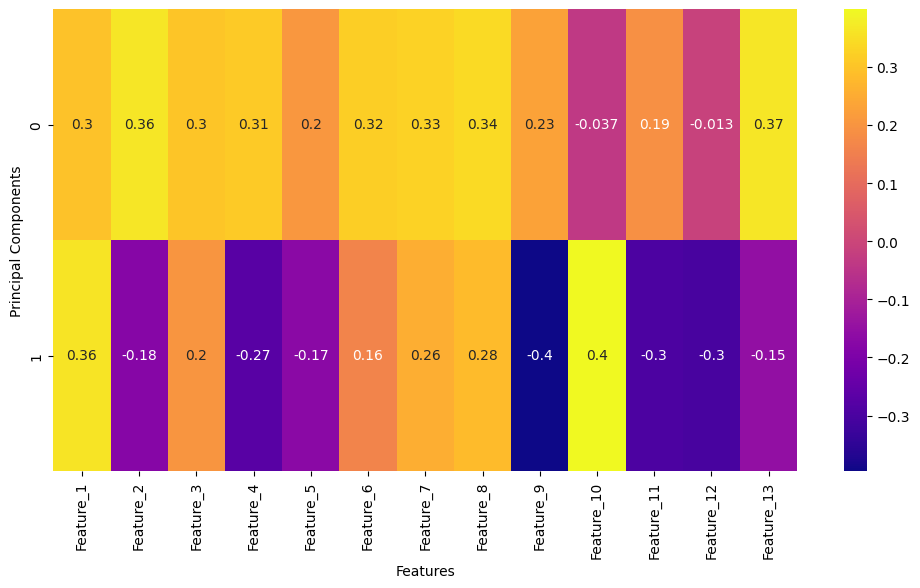 0.3 0.36 0.3 0.31 0.2 0.32 0.33 0.34 0.23 -0.037 0.19 -0.013 0.37
0.36 -0.18 0.2 -0.27 -0.17 0.16 0.26 0.28 -0.4 0.4 -0.3 -0.3 -0.15
0
1
Principal Components
Feature_1
Feature_2
Feature_3
Feature_4
Feature_5
Feature_6
Feature_7
Feature_8
Feature_9
Feature_10
Feature_11
Feature_12
Feature_13
Features
0.3
0.2
0.1
0.0
−0.1
−0.2
−0.3